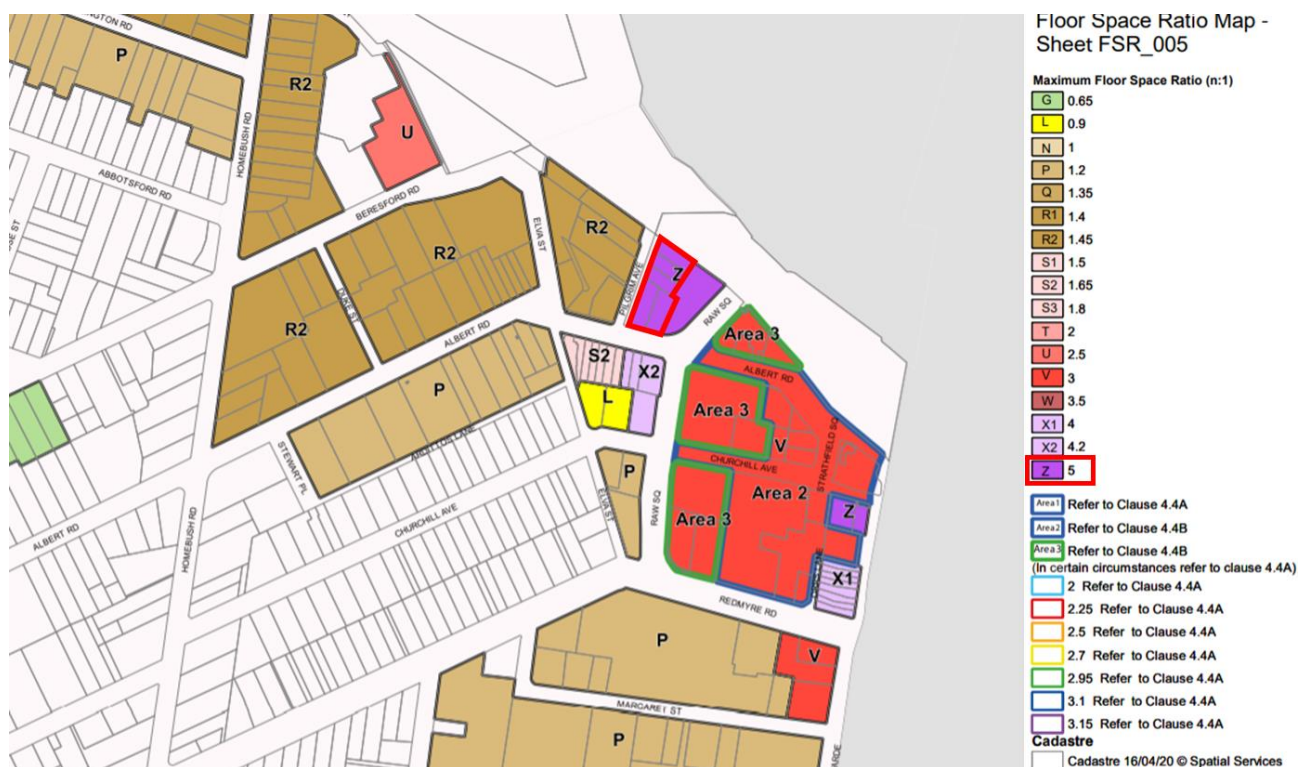 Floor Space Ratio Map -
Sheet FSR_005
Maximum Floor Space Ratio (n:1)
G 0.65
L 0.9
N 1
P 1.2
Q 1.35
R1 1.4
R2 1.45
S1 1.5
S2 1.65
S3 1.8
T 2
U 2.5
V 3
W 3.5
X1 4
X2 4.2
Z 5
Area1 Refer to Clause 4.4A
Area2 Refer to Clause 4.4B
Area3 Refer to Clause 4.4B
(In certain circumstances refer to clause 4.4A)
2 Refer to Clause 4.4A
2.25 Refer to Clause 4.4A
2.5 Refer to Clause 4.4A
2.7 Refer to Clause 4.4A
2.95 Refer to Clause 4.4A
3.1 Refer to Clause 4.4A
3.15 Refer to Clause 4.4A
Cadastre
Cadastre 16/04/20 © Spatial Services
P
R2
HOMEBUSH RD
U
ABBOTSFORD RD
BERESFORD RD
R2
ELVA ST
R2
PILGRIM AVE
Z
RAW SQ
R2
DUKE ST
ALBERT RD
P
S2
X2
L
Area 3
ALBERT RD
Area 3
V
CHURCHILL AVE
STRATHFIELD SQ
Area 2
Z
Area 3
X1
RAW SQ
P
ELVA ST
STEWART PL
CHURCHILL AVE
ALBERT RD
HOMEBUSH RD
REDMYRE RD
P
V
MARGARET ST
P